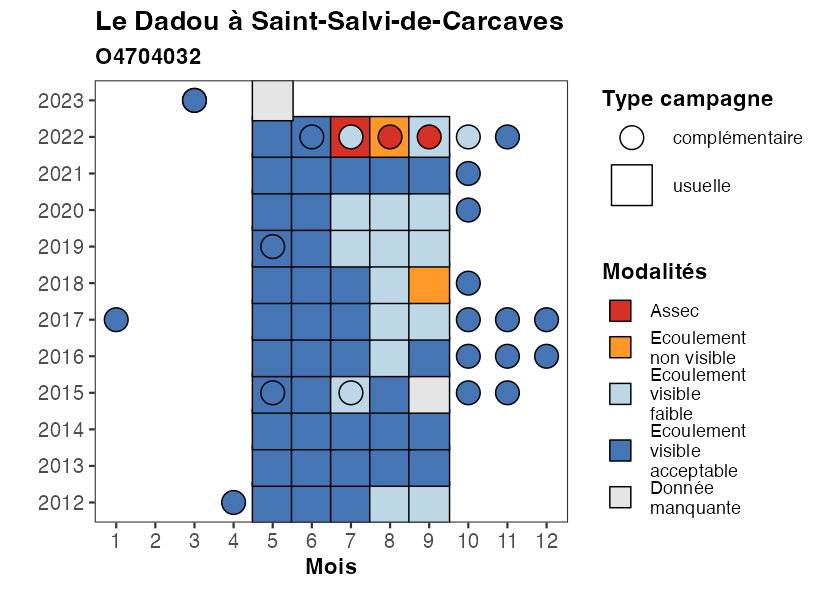 Le Dadou à Saint-Salvi-de-Carcaves
O4704032
2023
2022
2021
2020
2019
2018
2017
2016
2015
2014
2013
2012
1 2 3 4 5 6 7 8 9 10 11 12
Mois
Type campagne
complémentaire
usuelle
Modalités
Assec
Ecoulement
non visible
Ecoulement
visible
faible
Ecoulement
visible
acceptable
Donnée
manquante